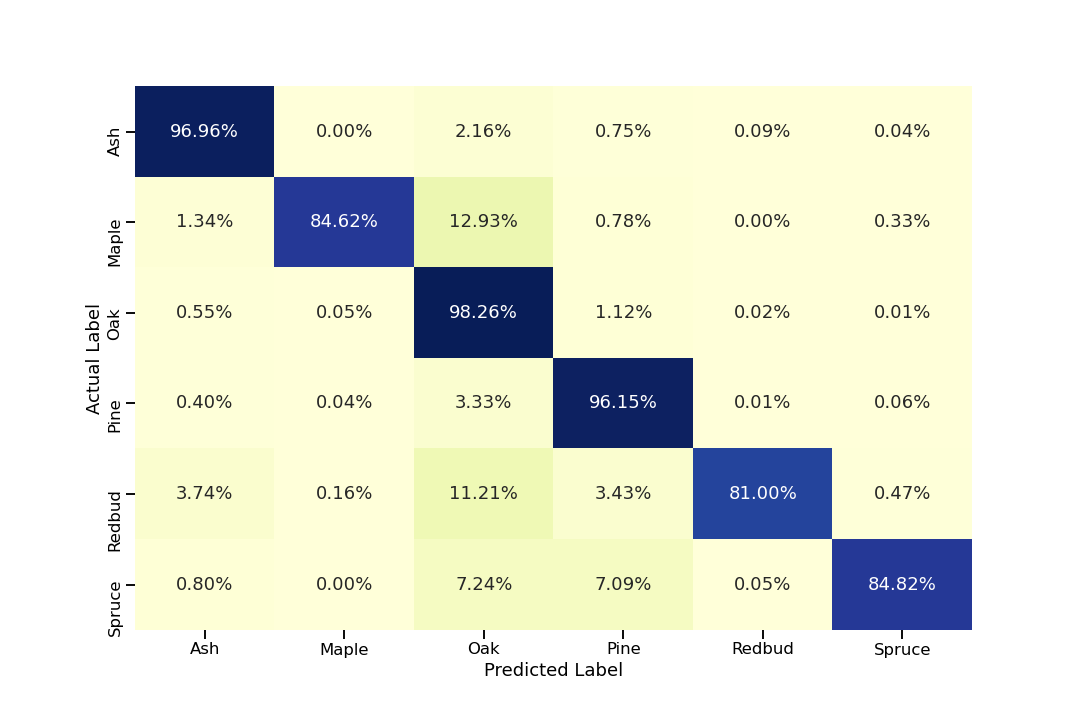 Actual Label
Ash 96.96% 0.00% 2.16% 0.75% 0.09% 0.04%
Maple 1.34% 84.62% 12.93% 0.78% 0.00% 0.33%
Oak 0.55% 0.05% 98.26% 1.12% 0.02% 0.01%
Pine 0.40% 0.04% 3.33% 96.15% 0.01% 0.06%
Redbud 3.74% 0.16% 11.21% 3.43% 81.00% 0.47%
Spruce 0.80% 0.00% 7.24% 7.09% 0.05% 84.82%
Ash Maple Oak Pine Redbud Spruce
Predicted Label